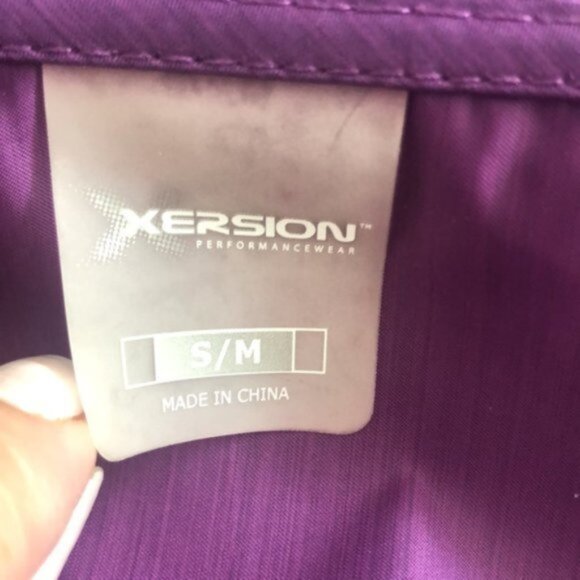 XERSION™
PERFORMANCEWEAR
S/M
MADE IN CHINA